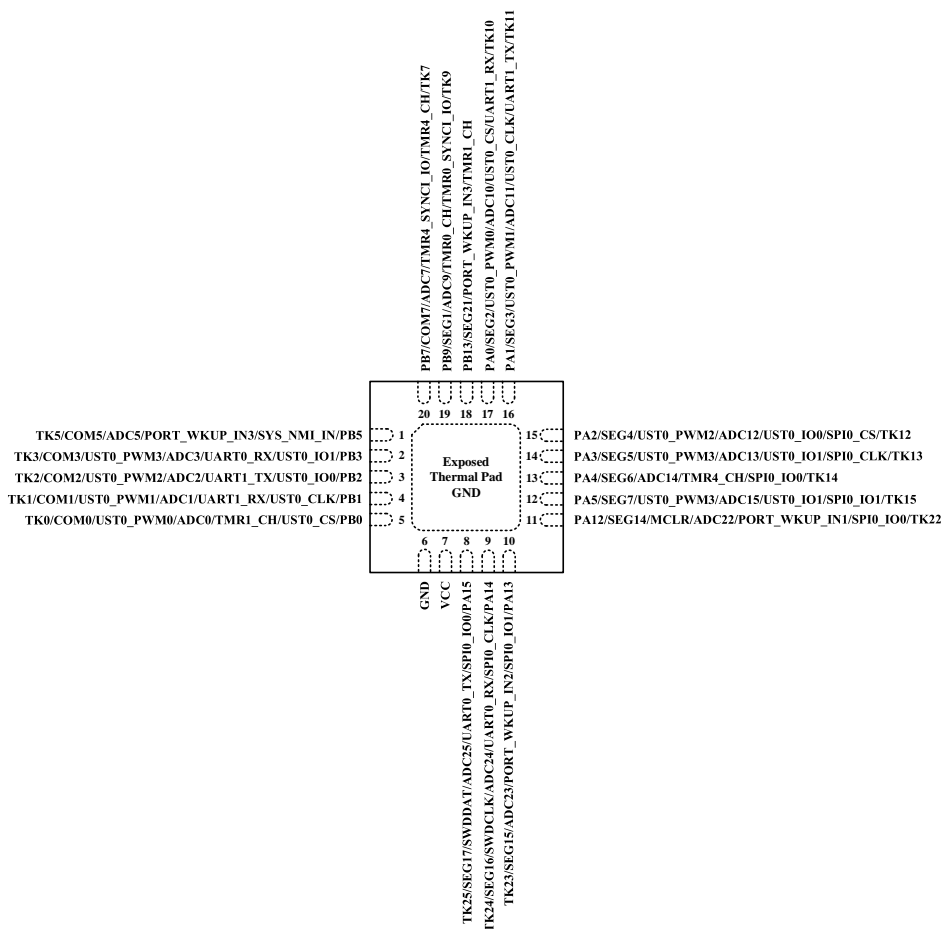 PB7/COM7/ADC7/TMR4_SYNCI_IO/TMR4_CH/TK7
PB9/SEG1/ADC9/TMR0_CH/TMR0_SYNCI_IO/TK9
PB13/SEG21/PORT_WKUP_IN3/TMR1_CH
PA0/SEG2/UST0_PWM0/ADC10/UST0_CS/UART1_RX/TK10
PA1/SEG3/UST0_PWM1/ADC11/UST0_CLK/UART1_TX/TK11
20 19 18 17 16
TK5/COM5/ADC5/PORT_WKUP_IN3/SYS_NMI_IN/PB5 1
TK3/COM3/UST0_PWM3/ADC3/UART0_RX/UST0_IO1/PB3 2
TK2/COM2/UST0_PWM2/ADC2/UART1_TX/UST0_IO0/PB2 3
TK1/COM1/UST0_PWM1/ADC1/UART1_RX/UST0_CLK/PB1 4
TK0/COM0/UST0_PWM0/ADC0/TMR1_CH/UST0_CS/PB0 5
Exposed
Thermal Pad
GND
15 PA2/SEG4/UST0_PWM2/ADC12/UST0_IO0/SPI0_CS/TK12
14 PA3/SEG5/UST0_PWM3/ADC13/UST0_IO1/SPI0_CLK/TK13
13 PA4/SEG6/ADC14/TMR4_CH/SPI0_IO0/TK14
12 PA5/SEG7/UST0_PWM3/ADC15/UST0_IO1/SPI0_IO1/TK15
11 PA12/SEG14/MCLR/ADC22/PORT_WKUP_IN1/SPI0_IO0/TK22
6 7 8 9 10
GND
VCC
TK25/SEG17/SWDDAT/ADC25/UART0_TX/SPI0_IO0/PA15
TK24/SEG16/SWDCLK/ADC24/UART0_RX/SPI0_CLK/PA14
TK23/SEG15/ADC23/PORT_WKUP_IN2/SPI0_IO1/PA13